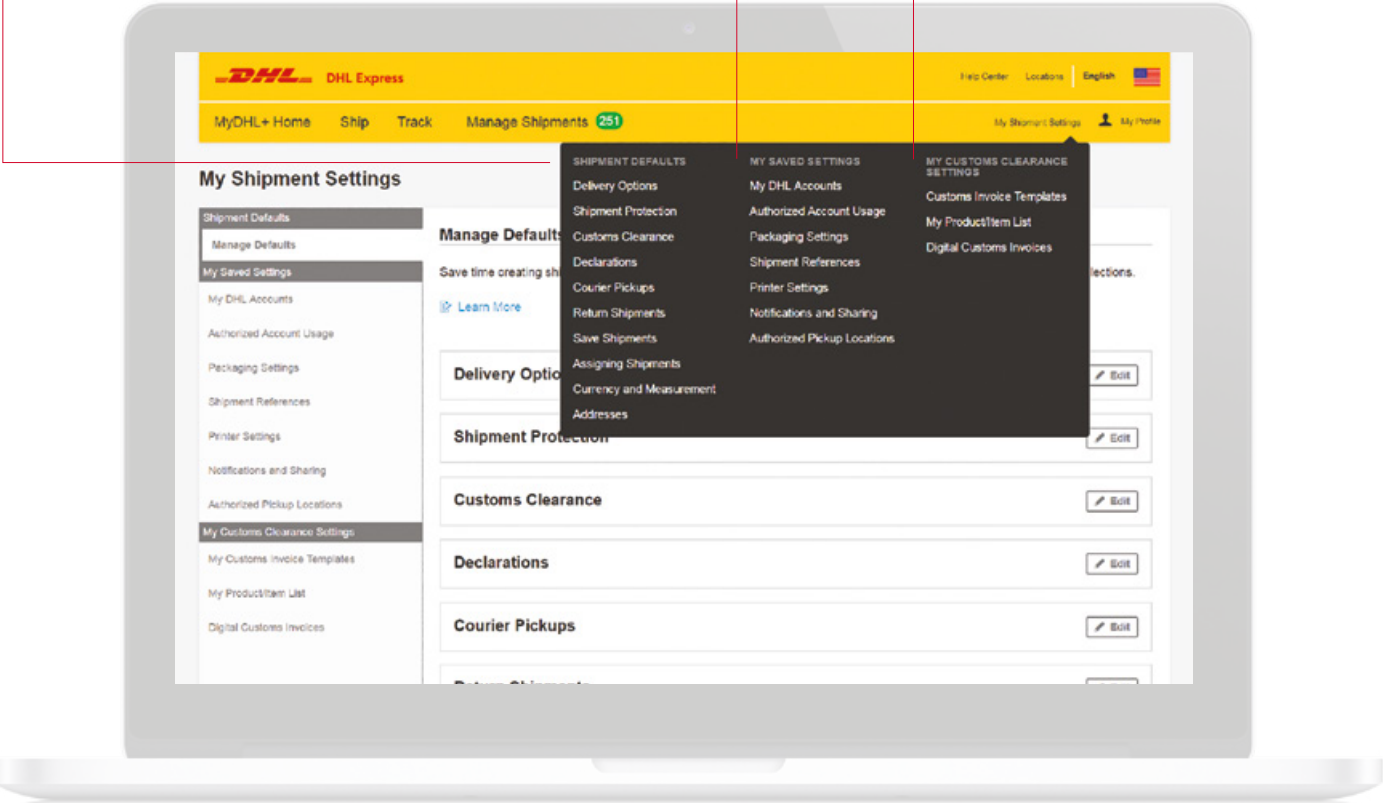 DHL DHL Express
Help Center Locations English
MyDHL+ Home Ship Track Manage Shipments 251
My Shipment Settings My Profile
SHIPMENT DEFAULTS
Delivery Options
Shipment Protection
Customs Clearance
Declarations
Courier Pickups
Return Shipments
Save Shipments
Assigning Shipments
Currency and Measurement
Addresses
MY SAVED SETTINGS
My DHL Accounts
Authorized Account Usage
Packaging Settings
Shipment References
Printer Settings
Notifications and Sharing
Authorized Pickup Locations
MY CUSTOMS CLEARANCE
SETTINGS
Customs Invoice Templates
My Product/Item List
Digital Customs Invoices
My Shipment Settings
Shipment Defaults
Manage Defaults
My Saved Settings
My DHL Accounts
Authorized Account Usage
Packaging Settings
Shipment References
Printer Settings
Notifications and Sharing
Authorized Pickup Locations
My Customs Clearance Settings
My Customs Invoice Templates
My Product/Item List
Digital Customs Invoices
Manage Defaults
Save time creating
Learn More
Delivery
Edit
Shipment Protection
Edit
Customs Clearance
Edit
Declarations
Edit
Courier Pickups
Edit